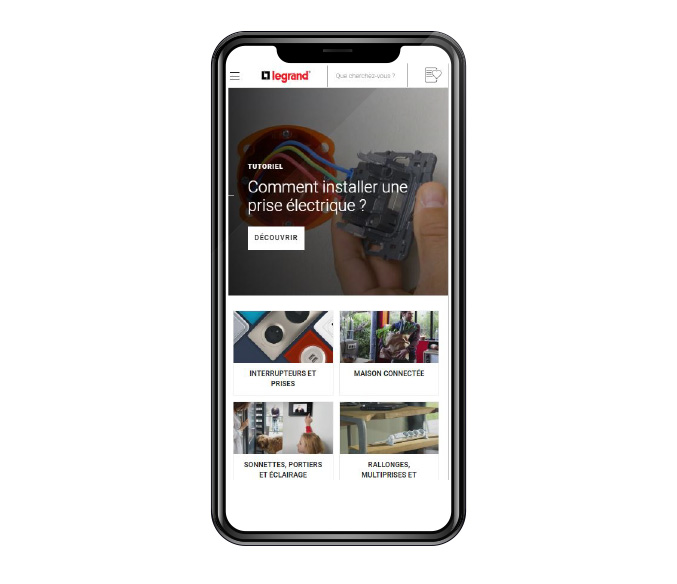 legrand
Que cherchez-vous ?
TUTORIEL
Comment installer une
prise électrique ?
DÉCOUVRIR
INTERRUPTEURS ET
PRISES
MAISON CONNECTÉE
SONNETTES, PORTIERS
ET ÉCLAIRAGE
RALLONGES,
MULTIPRISES ET